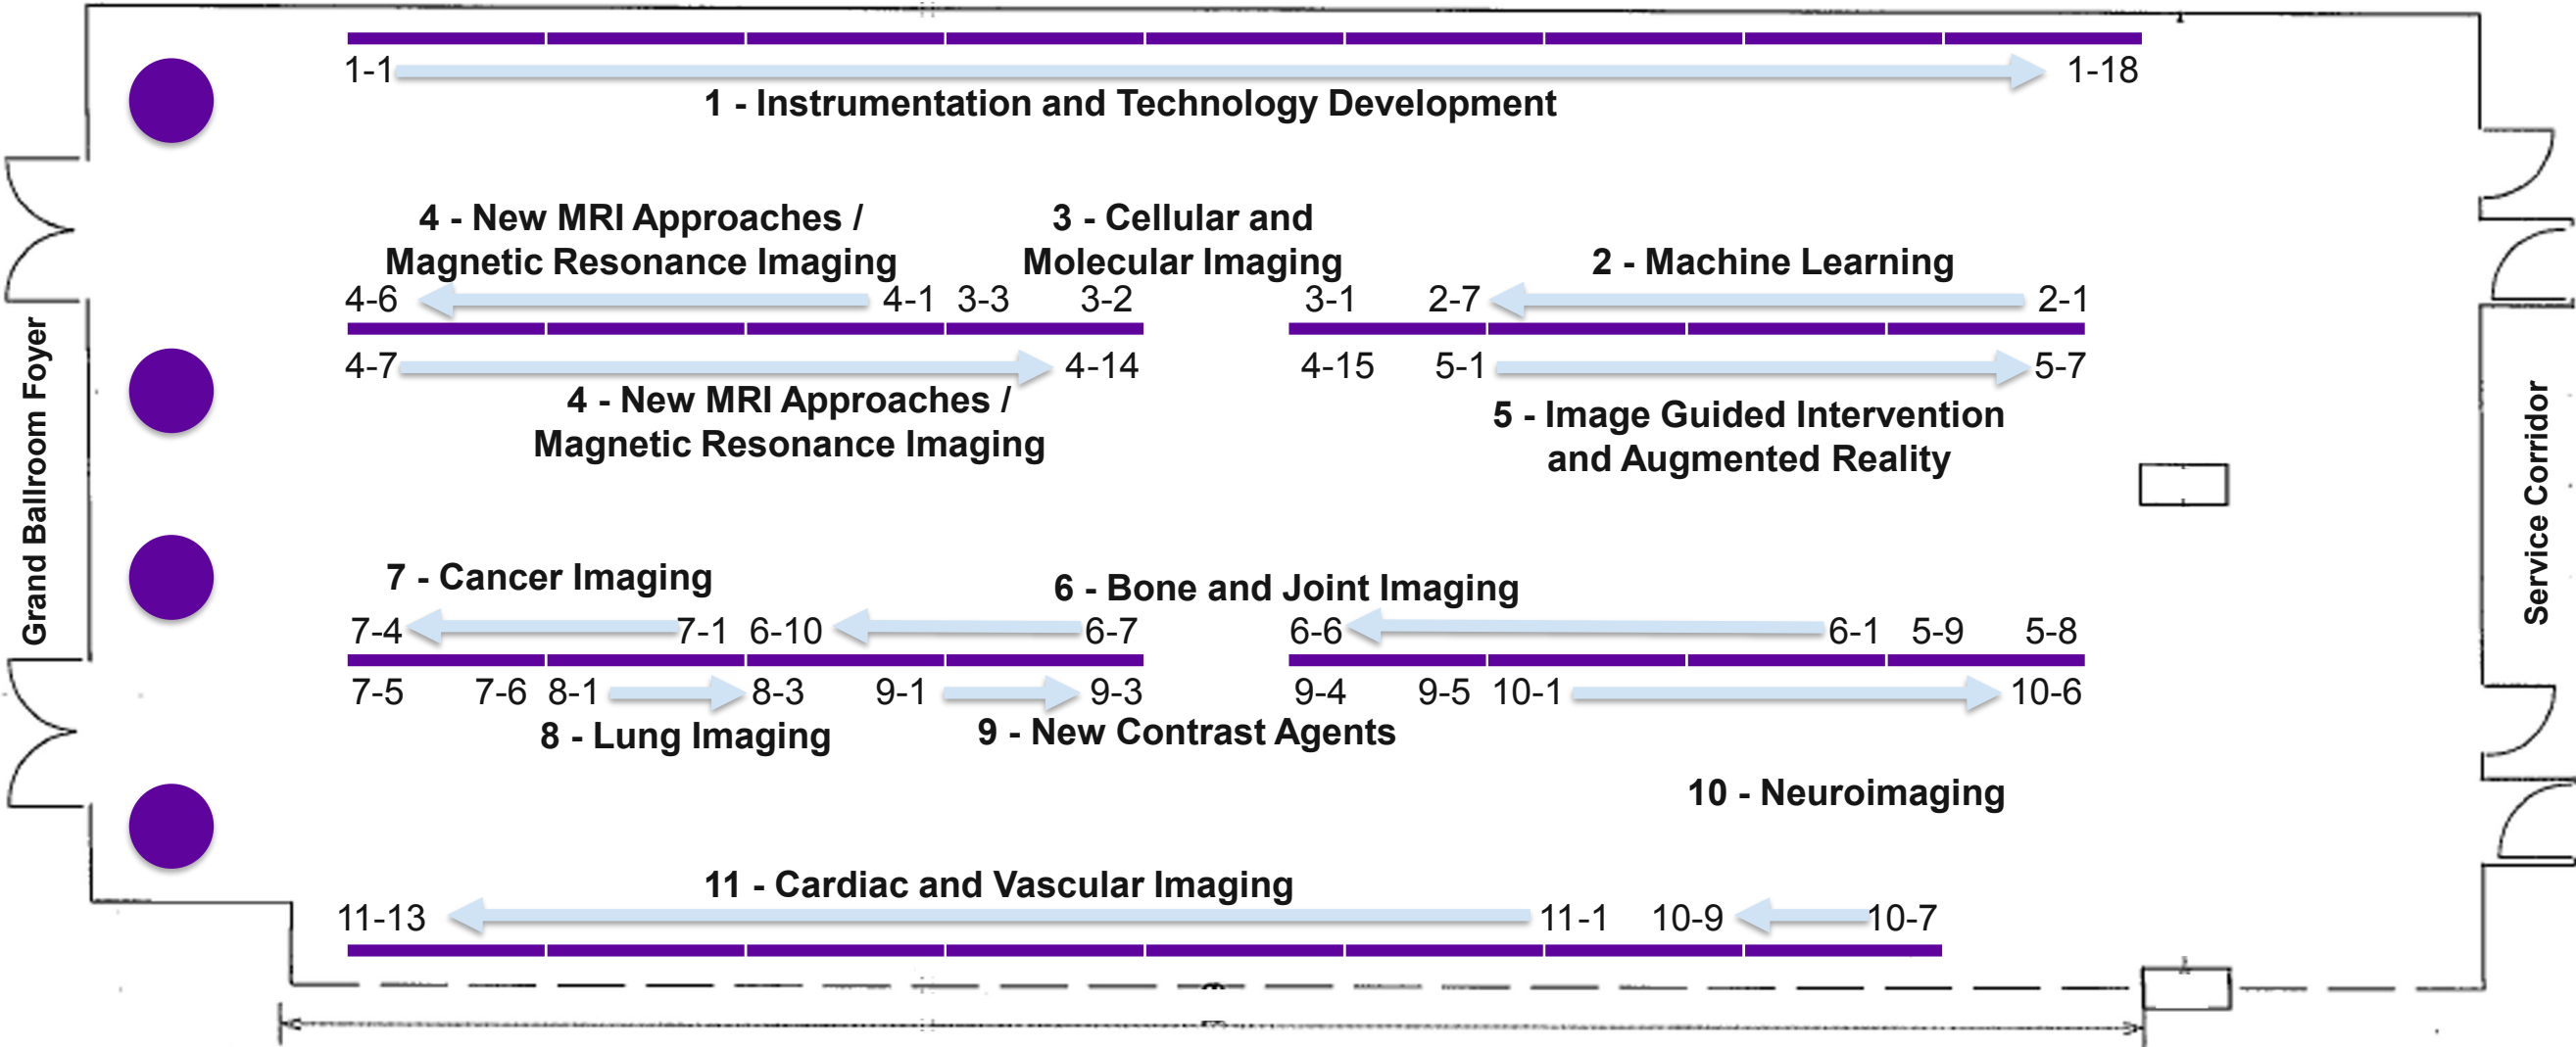 1-1 1-18
1 - Instrumentation and Technology Development
4 - New MRI Approaches /
Magnetic Resonance Imaging
3 - Cellular and
Molecular Imaging
2 - Machine Learning
4-6 4-1 3-3 3-2 3-1 2-7 2-1
4-7 4-14 4-15 5-1 5-7
4 - New MRI Approaches /
Magnetic Resonance Imaging
5 - Image Guided Intervention
and Augmented Reality
Grand Ballroom Foyer
Service Corridor
7 - Cancer Imaging
6 - Bone and Joint Imaging
7-4 7-1 6-10 6-7 6-6 6-1 5-9 5-8
7-5 7-6 8-1 8-3 9-1 9-3 9-4 9-5 10-1 10-6
8 - Lung Imaging
9 - New Contrast Agents
10 - Neuroimaging
11 - Cardiac and Vascular Imaging
11-13 11-1 10-9 10-7